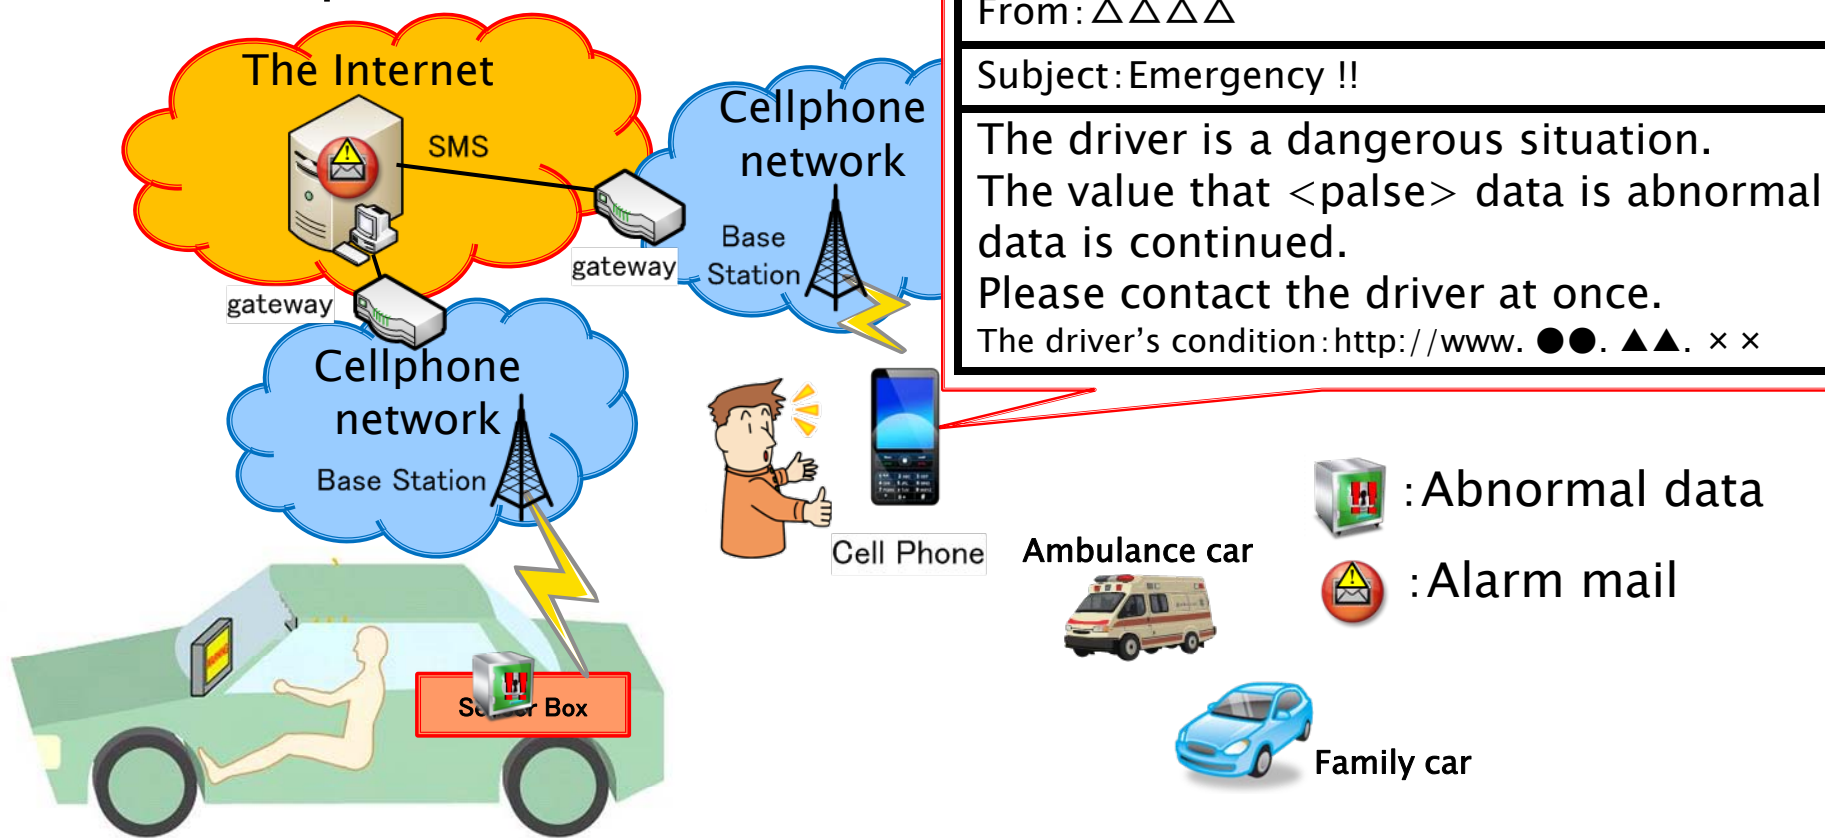 From:△△△△
Subject:Emergency !!
The driver is a dangerous situation.
The value that <palse> data is abnormal
data is continued.
Please contact the driver at once.
The driver's condition:http://www. ●●. ▲▲. ××
The Internet
SMS
gateway
gateway
Cellphone
network
Base
Station
Cellphone
network
Base Station
Cell Phone
Ambulance car
Family car
:Abnormal data
:Alarm mail
Box